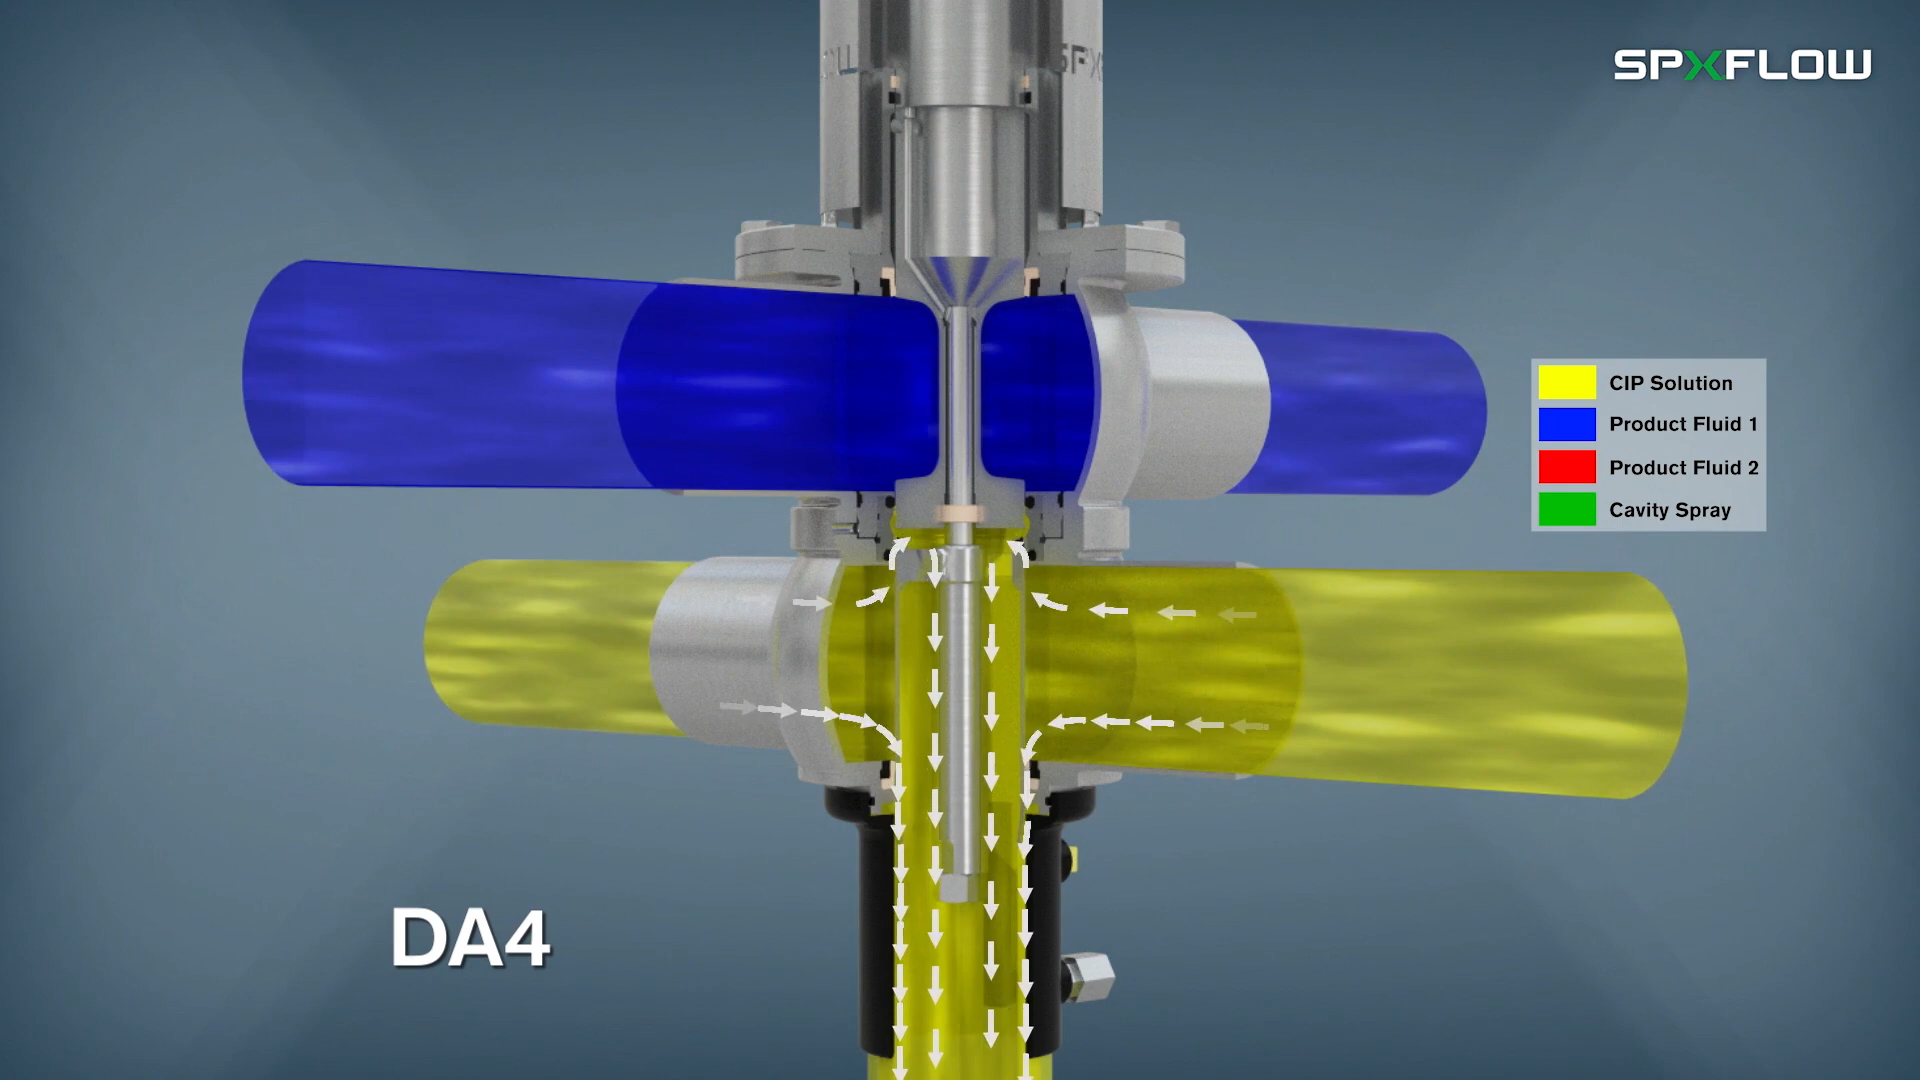 SPXFLOW
CIP Solution
Product Fluid 1
Product Fluid 2
Cavity Spray
DA4